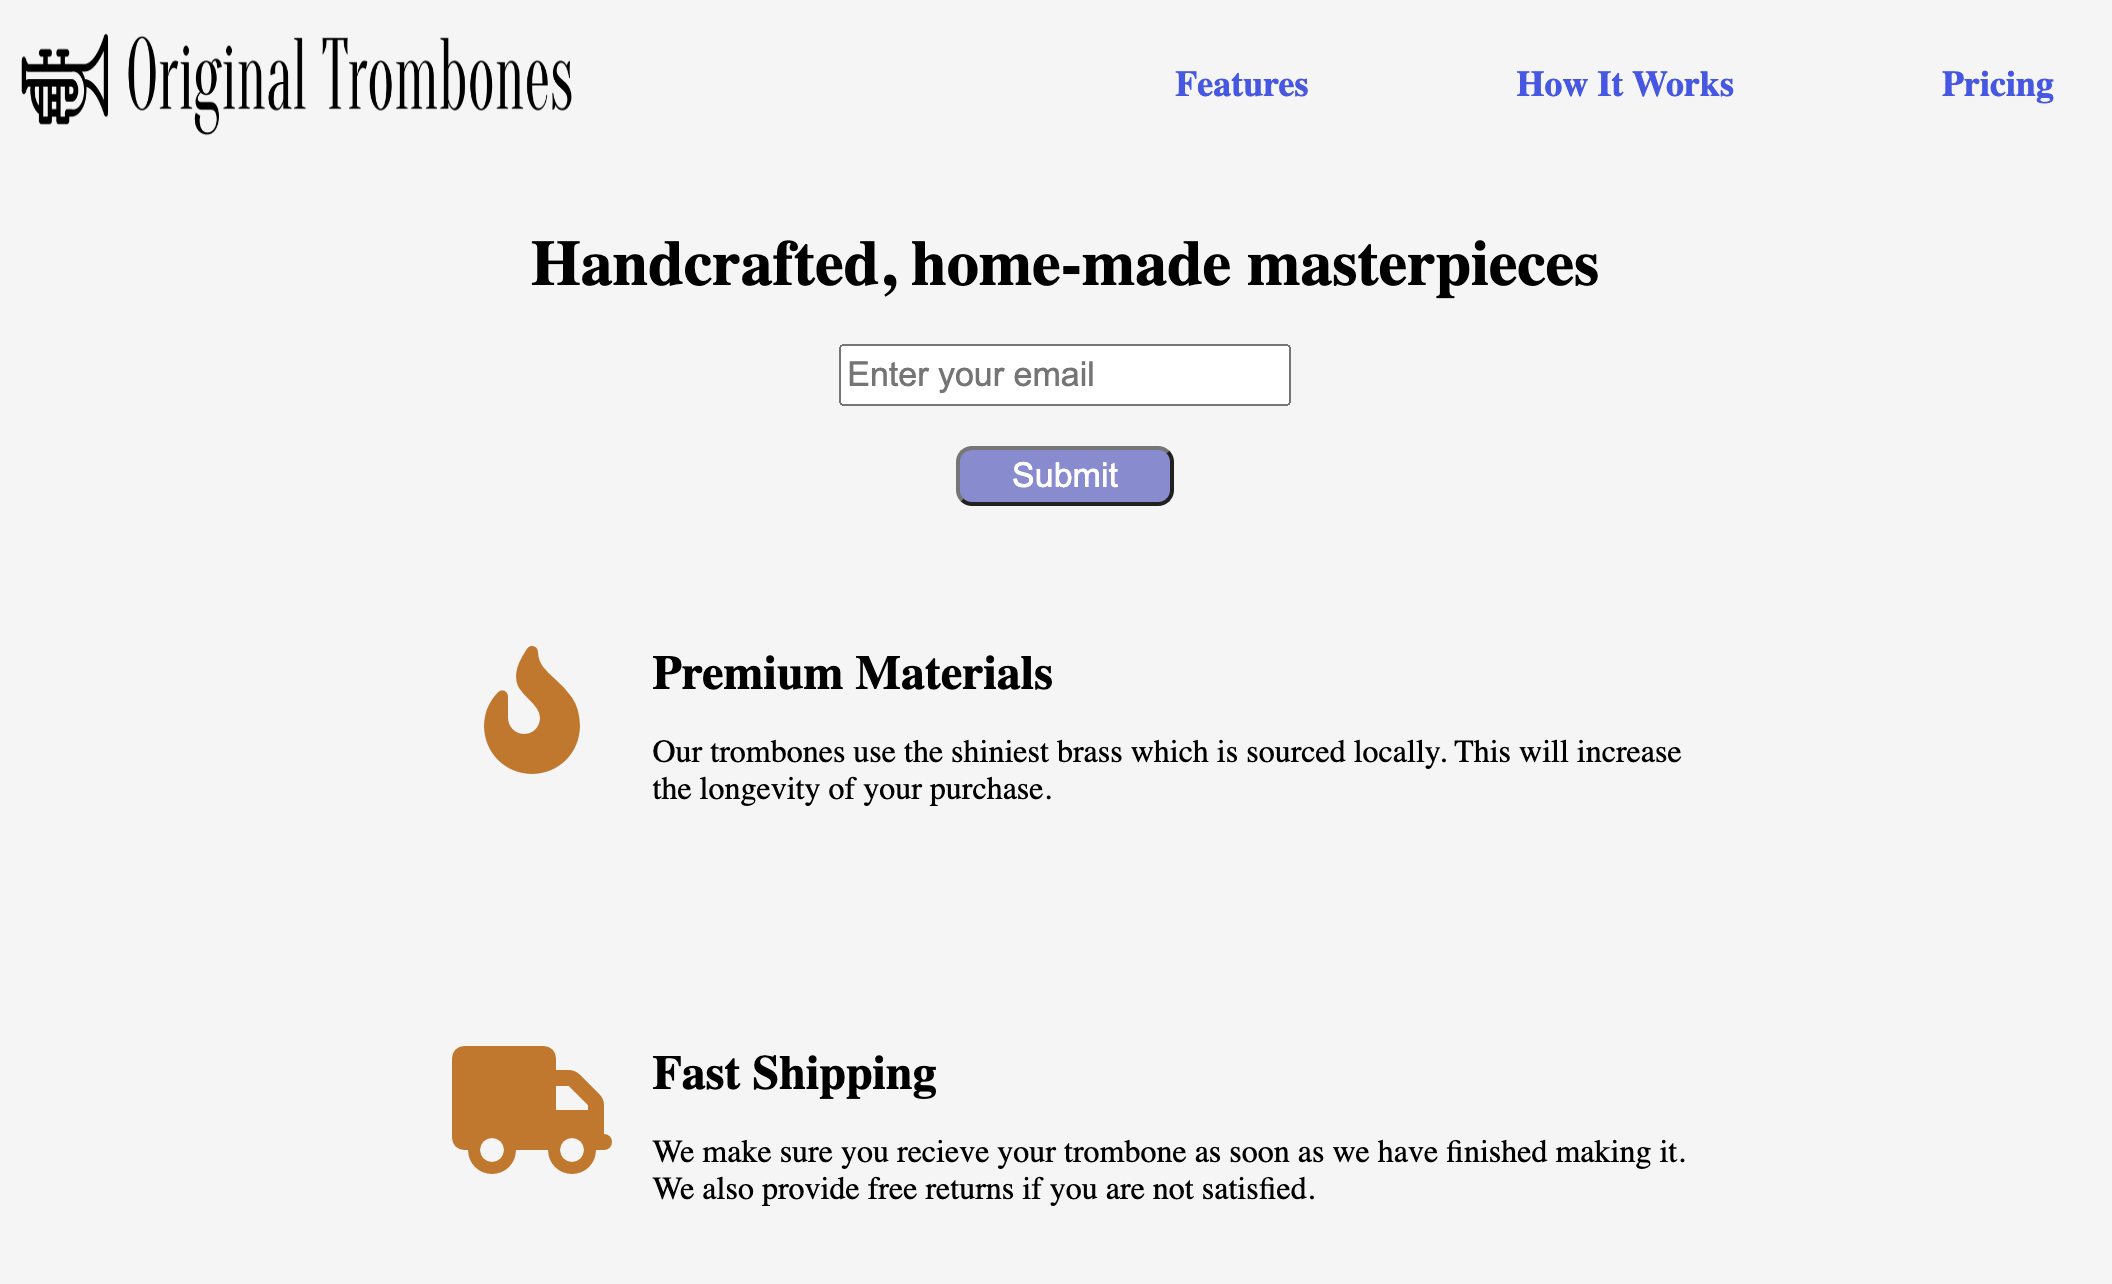 Original Trombones
Features
How It Works
Pricing
Handcrafted, home-made masterpieces
Enter your email
Submit
Premium Materials
Our trombones use the shiniest brass which is sourced locally. This will increase
the longevity of your purchase.
Fast Shipping
We make sure you recieve your trombone as soon as we have finished making it.
We also provide free returns if you are not satisfied.